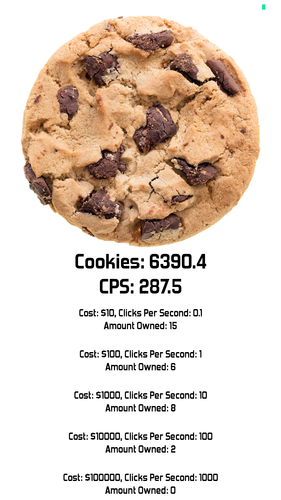 Cookies: 6390.4
CPS: 287.5
Cost: $10, Clicks Per Second: 0.1
Amount Owned: 15
Cost: $100, Clicks Per Second: 1
Amount Owned: 6
Cost: $1000, Clicks Per Second: 10
Amount Owned: 8
Cost: $10000, Clicks Per Second: 100
Amount Owned: 2
Cost: $100000, Clicks Per Second: 1000
Amount Owned: 0